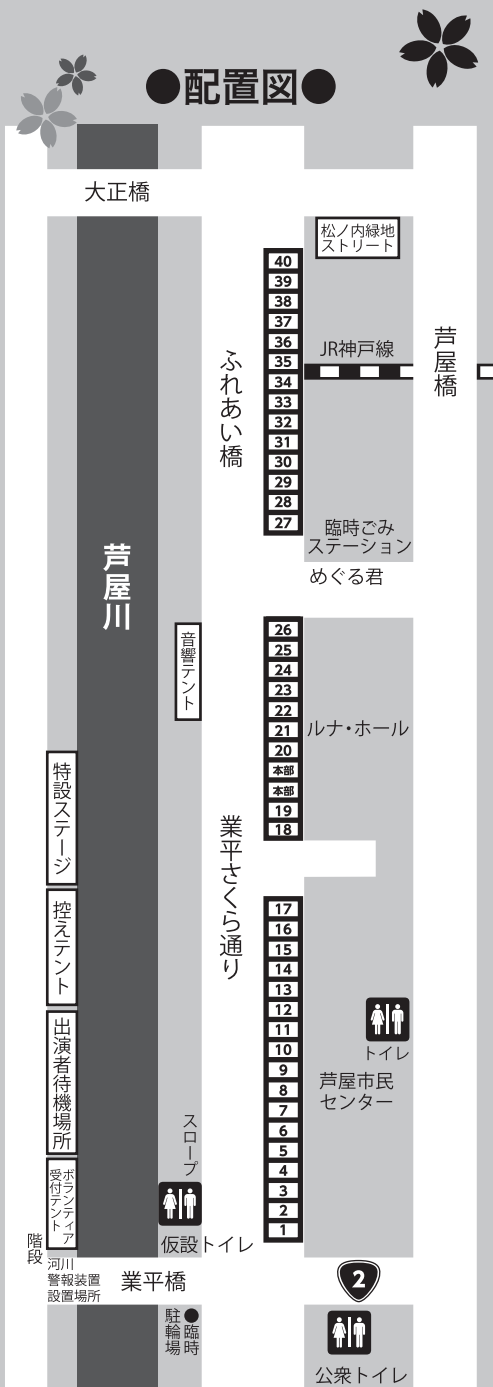 ●配置図●
大正橋
松ノ内緑地
ストリート
40
39
38
37
36
35
34
33
32
31
30
29
28
27
JR神戸線
芦屋橋
ふれあい橋
臨時ごみ
ステーション
めぐる君
芦屋川
音響テント
26
25
24
23
22
21
20
本部
本部
19
18
ルナ・ホール
特設ステージ
業平さくら通り
控えテント
17
16
15
14
13
12
11
10
9
8
7
6
5
4
3
2
1
トイレ
芦屋市民
センター
出演者待機場所
スロープ
ボランティア
受付テント
仮設トイレ
階段
河川
警報装置
設置場所
業平橋
2
●臨時
駐輪場
公衆トイレ